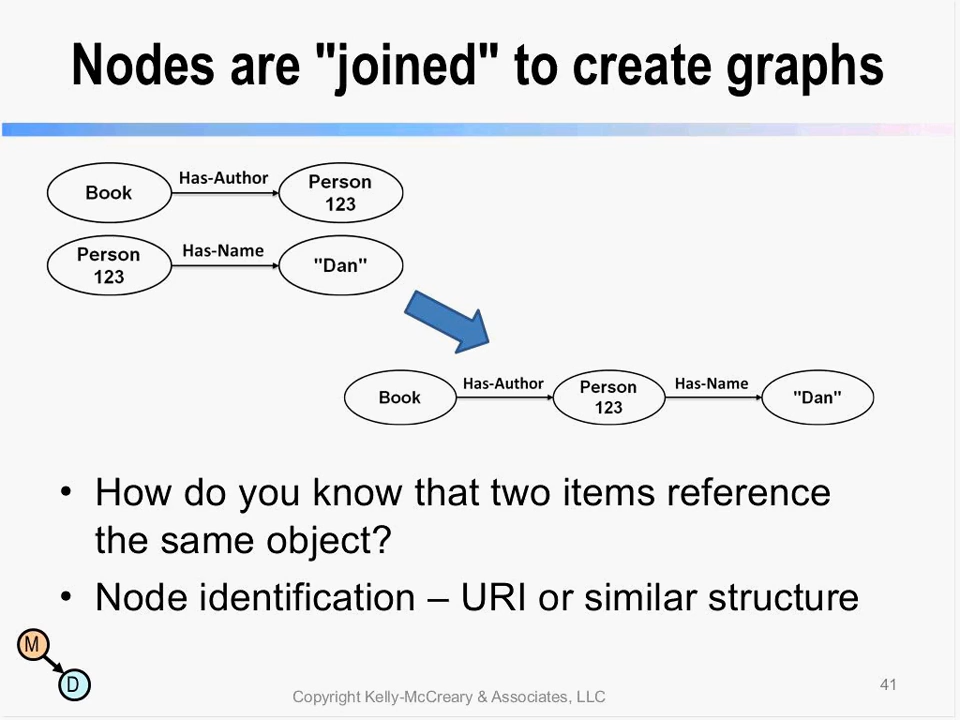 Nodes are "joined" to create graphs
Book
Has-Author
Person
123
Person
123
Has-Name
"Dan"
Book
Has-Author
Person
123
Has-Name
"Dan"
• How do you know that two items reference
the same object?
• Node identification – URI or similar structure
M
D
Copyright Kelly-McCreary & Associates, LLC
41